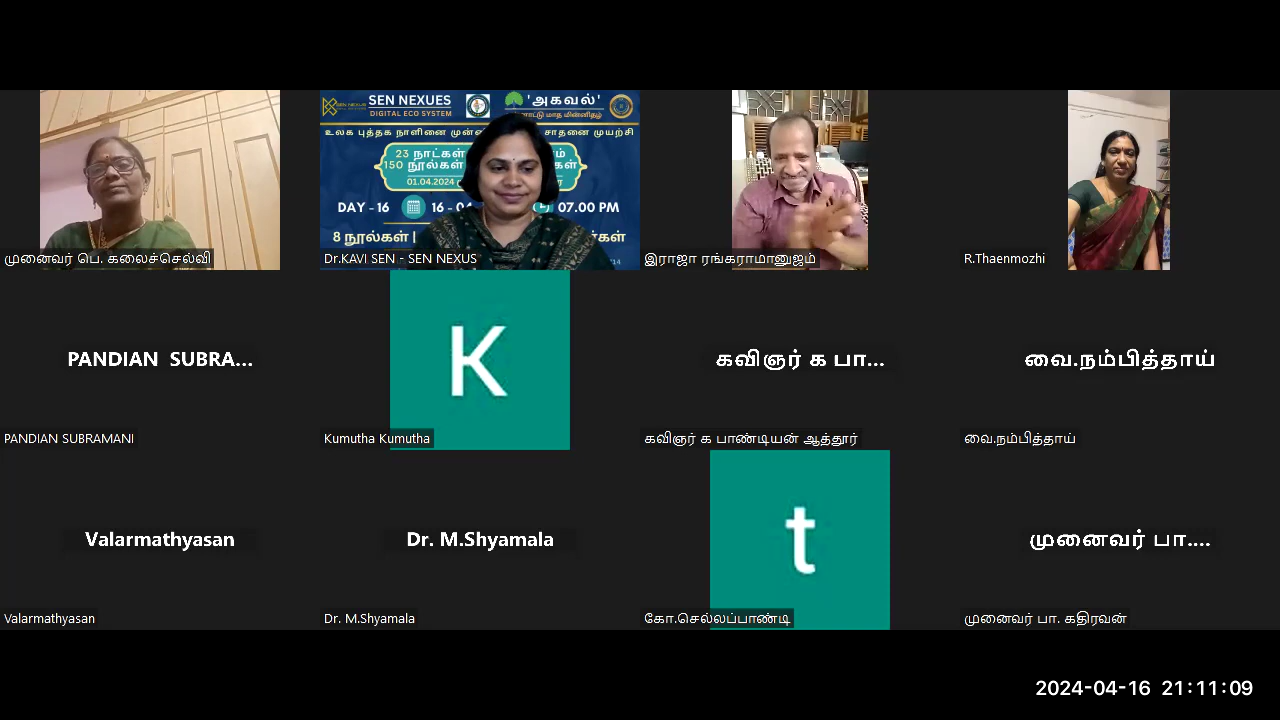 SEN NEXUES
DIGITAL ECO SYSTEM
'அகவல்'
உலக புத்தக நாளினை
சாதனை முயற்சி
23 நாட்கள்
150 நூல்கள்
01.04.2024
DAY - 16
07.00 PM
8 நூல்கள் |
முனைவர் பெ. கலைச்செல்வி
Dr.KAVI SEN - SEN NEXUS
இராஜா ரங்கராமானுஜம்
R.Thaenmozhi
PANDIAN SUBRA...
K
கவிஞர் க பா...
வை.நம்பித்தாய்
PANDIAN SUBRAMANI
Kumutha Kumutha
கவிஞர் க பாண்டியன் ஆத்தூர்
வை.நம்பித்தாய்
Valarmathyasan
Dr. M.Shyamala
t
முனைவர் பா....
Valarmathyasan
Dr. M.Shyamala
கோ.செல்லப்பாண்டி
முனைவர் பா. கதிரவன்
2024-04-16 21:11:09